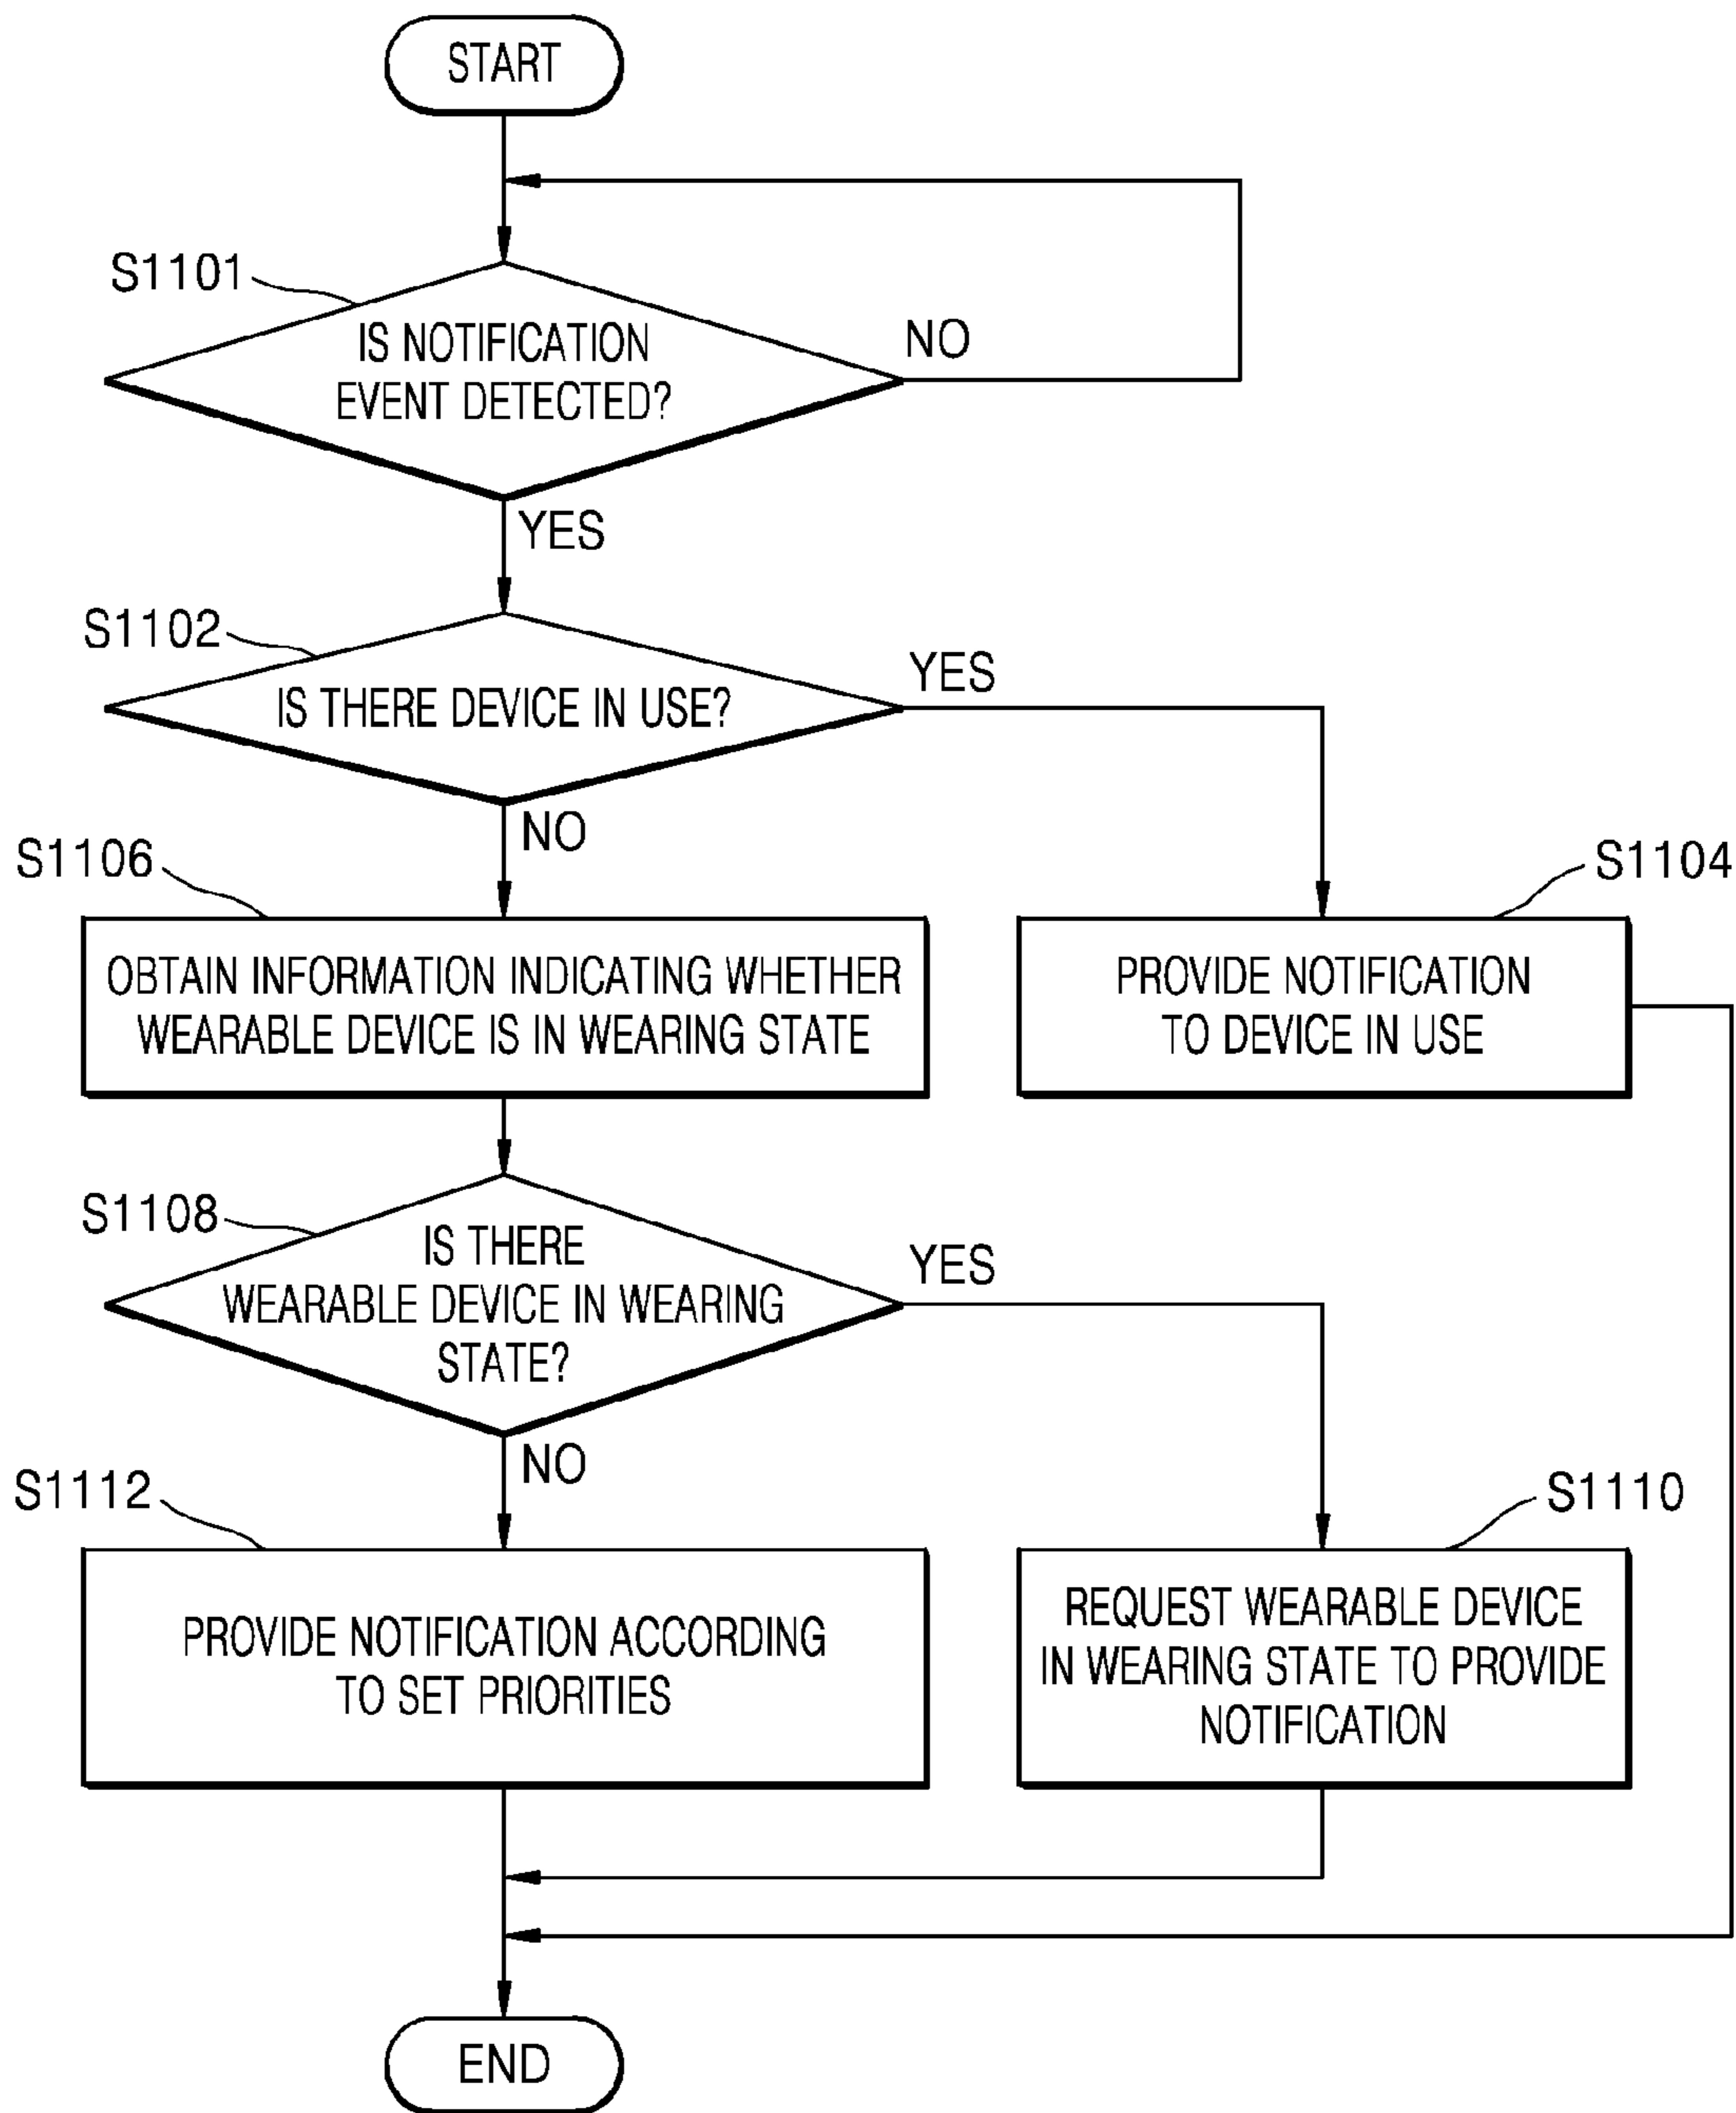 START
S1101
IS NOTIFICATION
EVENT DETECTED?
NO
YES
S1102
IS THERE DEVICE IN USE?
YES
NO
S1106
OBTAIN INFORMATION INDICATING WHETHER
WEARABLE DEVICE IS IN WEARING STATE
S1104
PROVIDE NOTIFICATION
TO DEVICE IN USE
S1108
IS THERE
WEARABLE DEVICE IN WEARING
STATE?
YES
NO
S1112
PROVIDE NOTIFICATION ACCORDING
TO SET PRIORITIES
S1110
REQUEST WEARABLE DEVICE
IN WEARING STATE TO PROVIDE
NOTIFICATION
END